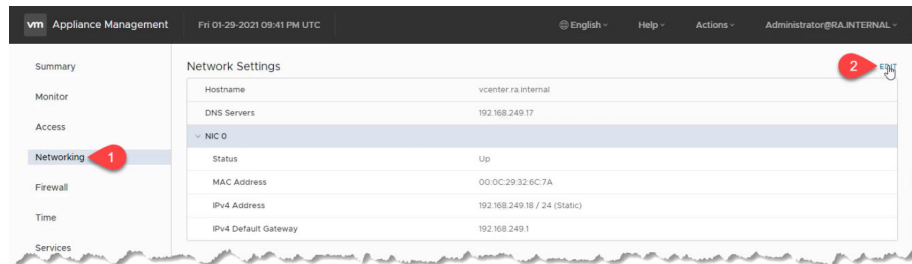 vm Appliance Management Fri 01-29-2021 09:41 PM UTC English Help Actions Administrator@RA.INTERNAL
Summary
Monitor
Access
Networking 1
Firewall
Time
Services
Network Settings 2 EDIT
Hostname vcenter.ra.internal
DNS Servers 192.168.249.17
NIC 0
Status Up
MAC Address 00:0C:29:32:6C:7A
IPv4 Address 192.168.249.18 / 24 (Static)
IPv4 Default Gateway 192.168.249.1